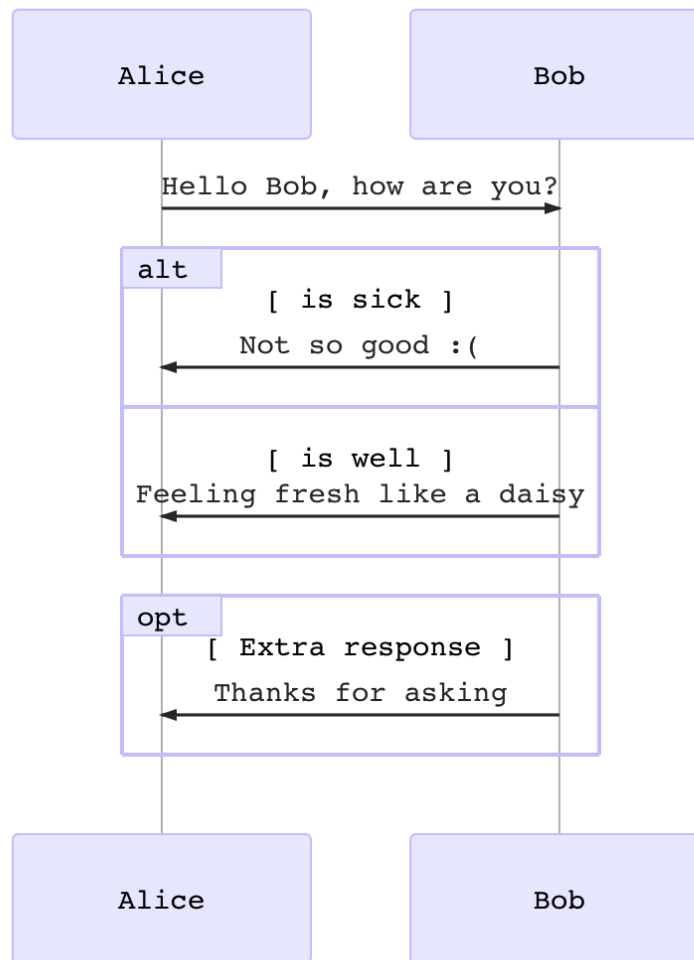 Alice
Bob
Hello Bob, how are you?
alt
[ is sick ]
Not so good :(
[ is well ]
Feeling fresh like a daisy
opt
[ Extra response ]
Thanks for asking
Alice
Bob